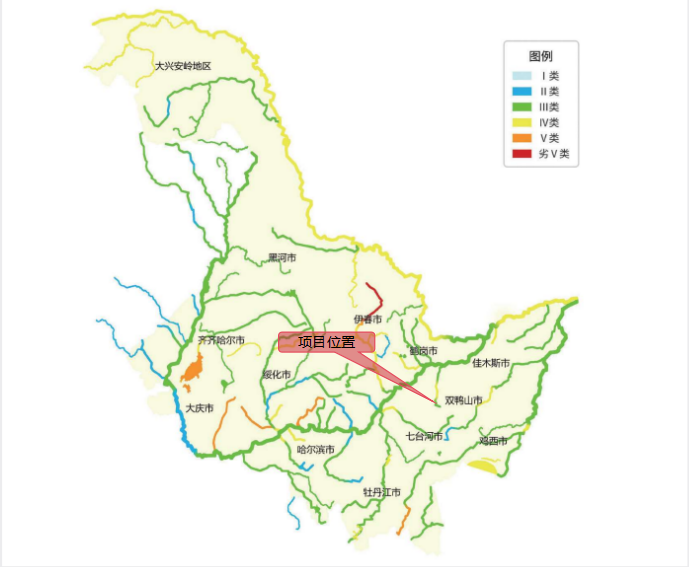 图例
I 类
II 类
III类
IV类
V 类
劣 V 类
大兴安岭地区
黑河市
伊春市
齐齐哈尔市
项目位置
鹤岗市
佳木斯市
绥化市
双鸭山市
大庆市
七台河市
鸡西市
哈尔滨市
牡丹江市